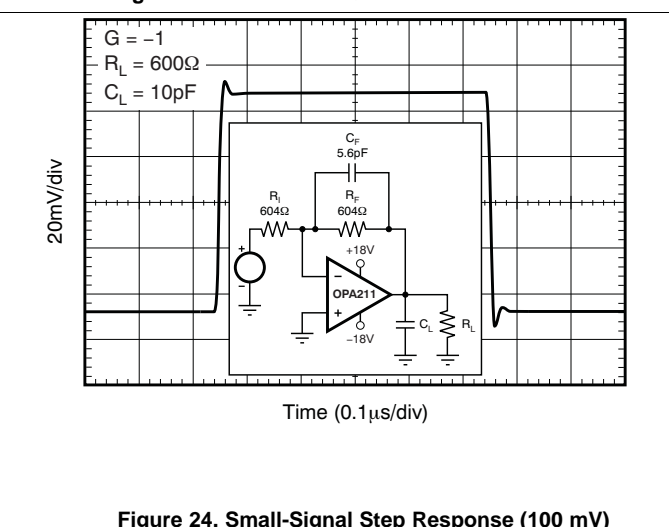 G = −1
R_L = 600Ω
C_L = 10pF
20mV/div
C_F
5.6pF
R_I
604Ω
R_F
604Ω
+
−
+18V
−
OPA211
+
−18V
C_L
R_L
Time (0.1μs/div)
Figure 24. Small-Signal Step Response (100 mV)